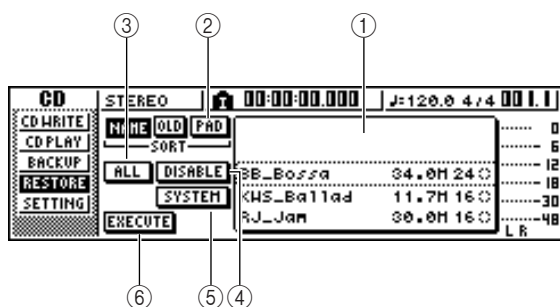 ③ ② ①
CD STEREO 00:00:00.000 ♩=120.0 4/4 001.1
CD WRITE NAME OLD PAD 0
CD PLAY SORT 6
BACKUP ALL DISABLE BB_Bossa 34.0M 24 12
RESTORE SYSTEM KWS_Ballad 11.7M 16 18
SETTING EXECUTE RJ_Jam 30.0M 16 30
48
L R
⑥ ⑤ ④